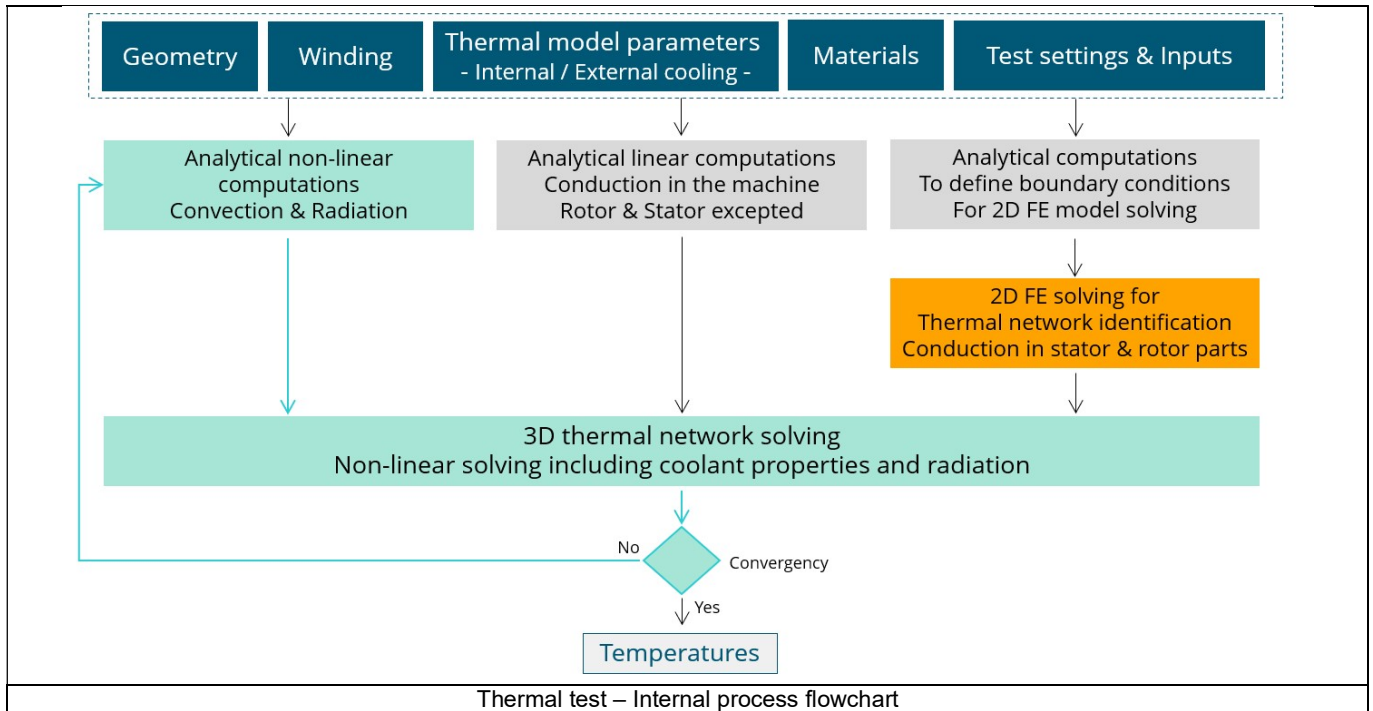 Geometry
Winding
Thermal model parameters
- Internal / External cooling -
Materials
Test settings & Inputs
Analytical non-linear
computations
Convection & Radiation
Analytical linear computations
Conduction in the machine
Rotor & Stator excepted
Analytical computations
To define boundary conditions
For 2D FE model solving
2D FE solving for
Thermal network identification
Conduction in stator & rotor parts
3D thermal network solving
Non-linear solving including coolant properties and radiation
No
Convergency
Yes
Temperatures
Thermal test – Internal process flowchart